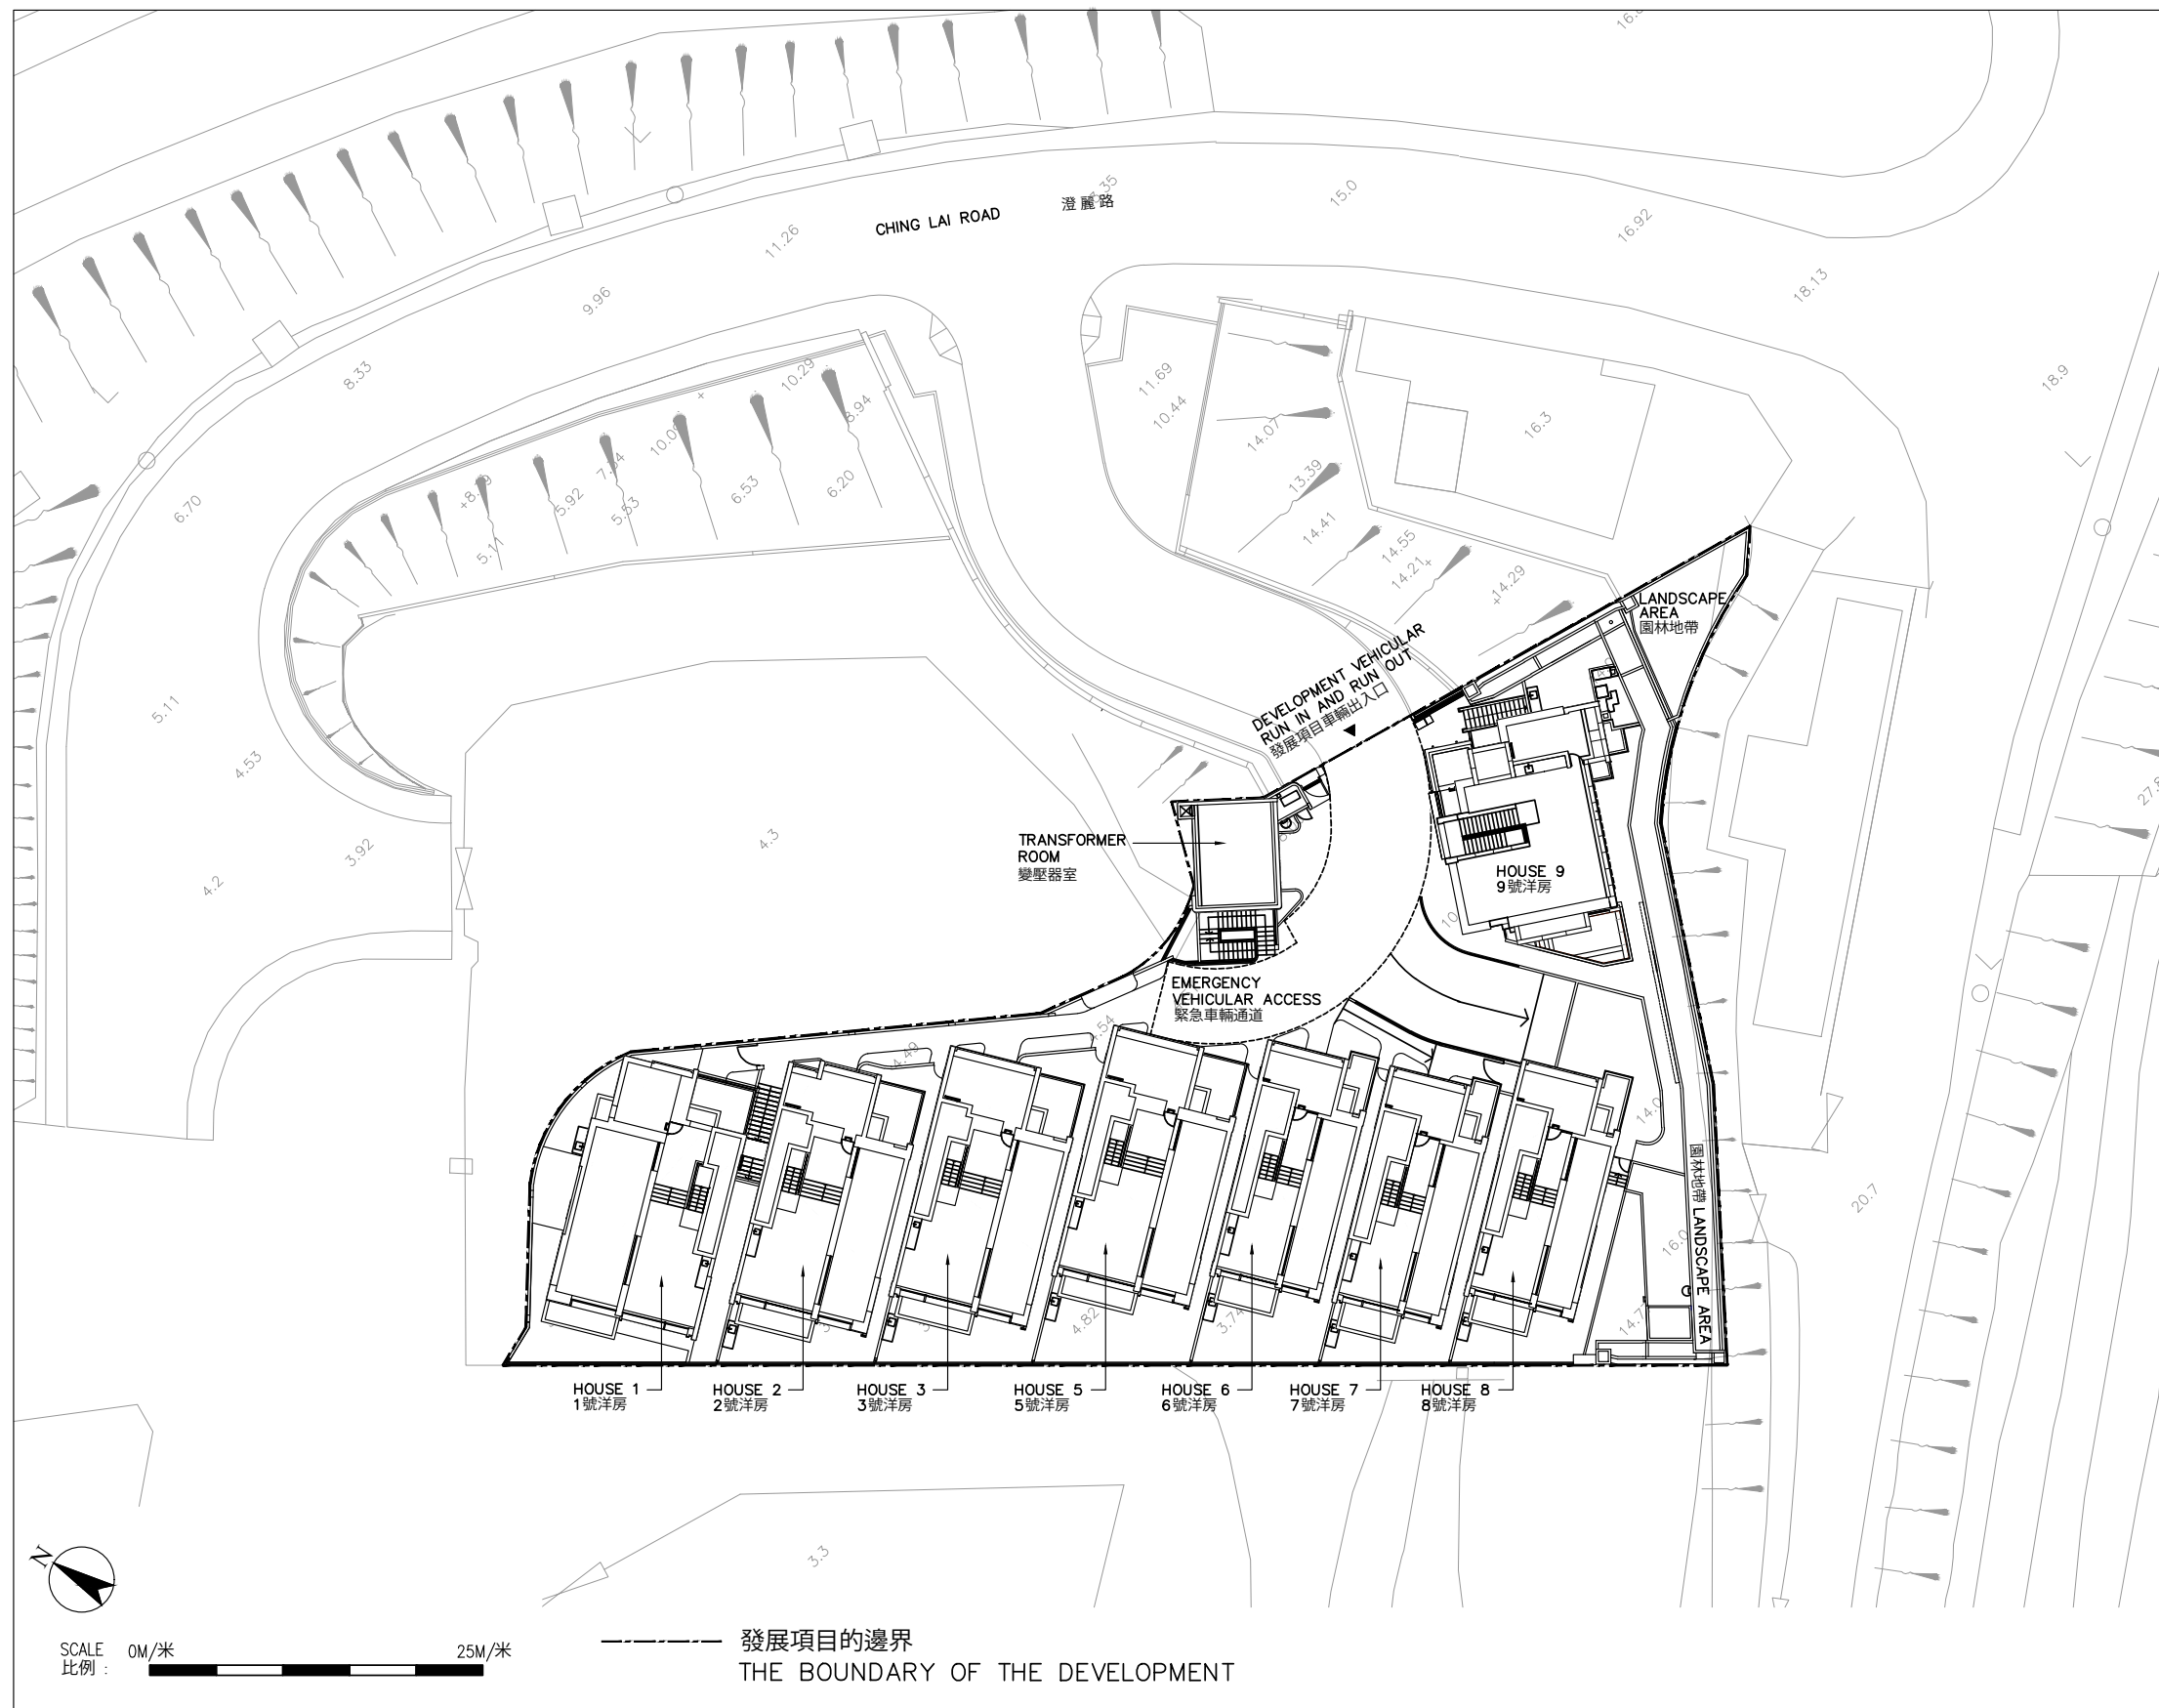 CHING LAI ROAD
澄麗路
15.0
16.92
11.26
18.13
9.96
8.33
18.9
11.69
10.44
10.29
8.94
14.07
16.3
13.39
6.53
6.20
5.92
5.53
6.70
14.41
14.55
14.21
14.29
5.11
LANDSCAPE
AREA
園林地帶
DEVELOPMENT VEHICULAR
RUN IN AND RUN OUT
發展項目車輛出入口
5.11
4.53
4.3
3.92
4.2
TRANSFORMER
ROOM
變壓器室
HOUSE 9
9號洋房
EMERGENCY
VEHICULAR ACCESS
緊急車輛通道
園林地帶 LANDSCAPE AREA
20.7
4.82
HOUSE 1
1號洋房
HOUSE 2
2號洋房
HOUSE 3
3號洋房
HOUSE 5
5號洋房
HOUSE 6
6號洋房
HOUSE 7
7號洋房
HOUSE 8
8號洋房
3.3
N
SCALE
比例 :
0M/米
25M/米
發展項目的邊界
THE BOUNDARY OF THE DEVELOPMENT